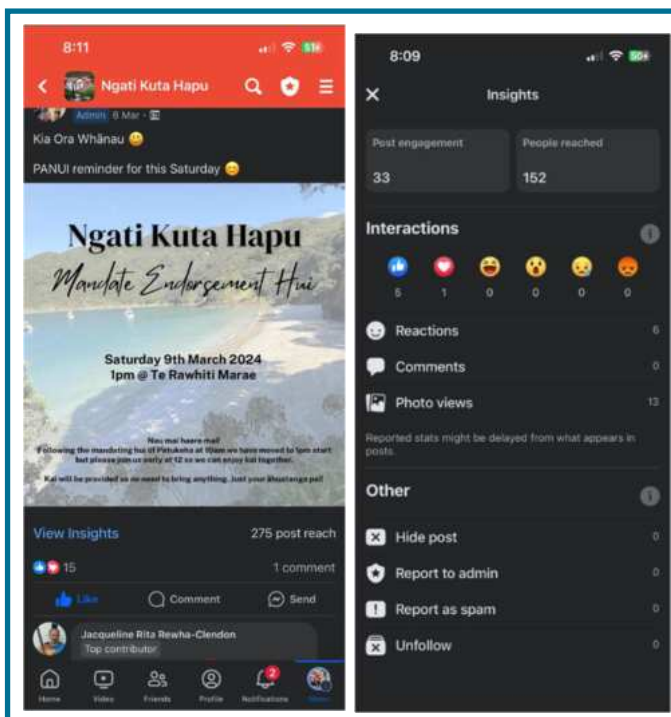 8:11
51
Ngati Kuta Hapu
Admin 6 Mar
Kia Ora Whānau
PANUI reminder for this Saturday
Ngati Kuta Hapu
Mandate Endorsement Hui
Saturday 9th March 2024
1pm @ Te Rawhiti Marae
Nau mai haere mai!
Following the mandating hui of Patukeha at 10am we have moved to 1pm start
but please join us early at 12 so we can enjoy kai together.
Kai will be provided so no need to bring anything. Just your
View Insights
275 post reach
15
1 comment
Like
Comment
Send
Jacqueline Rita Rewha-Clendon
Top contributor
2
Home
Video
Friends
Profile
Notifications
8:09
50
Insights
Post engagement
33
People reached
152
Interactions
5
1
0
0
0
0
Reactions
6
Comments
0
Photo views
13
Reported stats might be delayed from what appears in
posts.
Other
Hide post
0
Report to admin
0
Report as spam
0
Unfollow
0